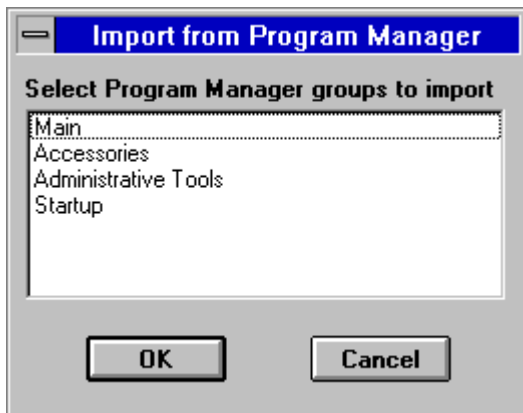 Import from Program Manager
Select Program Manager groups to import
Main
Accessories
Administrative Tools
Startup
OK
Cancel